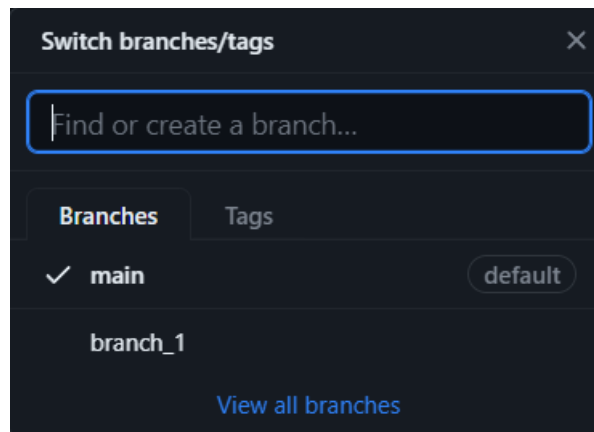 Switch branches/tags
Find or create a branch...
Branches Tags
main default
branch_1
View all branches